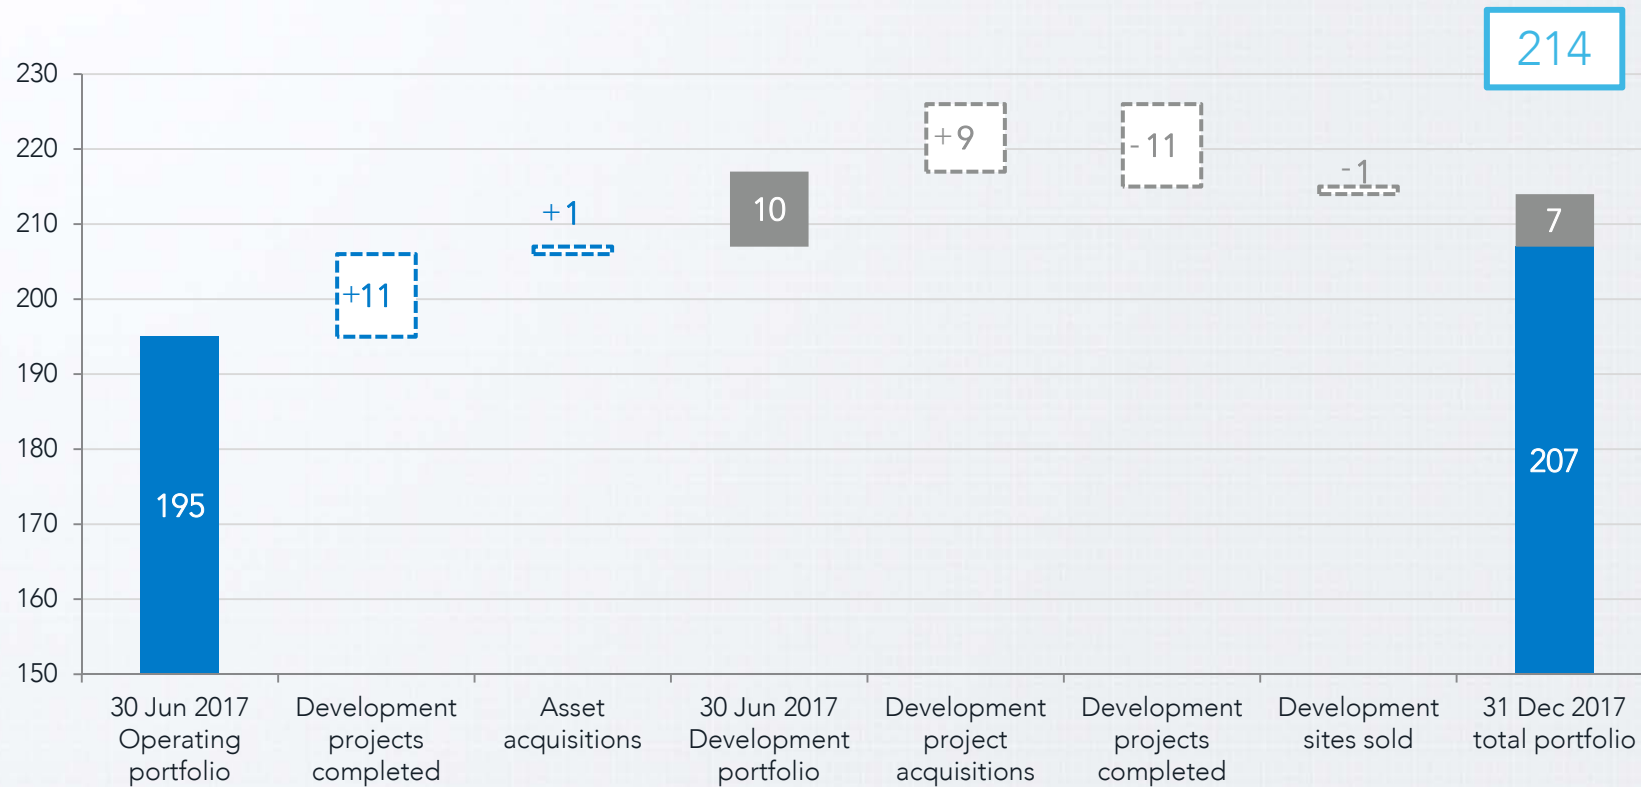 214
230
220
210
200
190
180
170
160
150
195
+11
+1
10
+9
-11
-1
7
207
30 Jun 2017
Operating
portfolio
Development
projects
completed
Asset
acquisitions
30 Jun 2017
Development
portfolio
Development
project
acquisitions
Development
projects
completed
Development
sites sold
31 Dec 2017
total portfolio